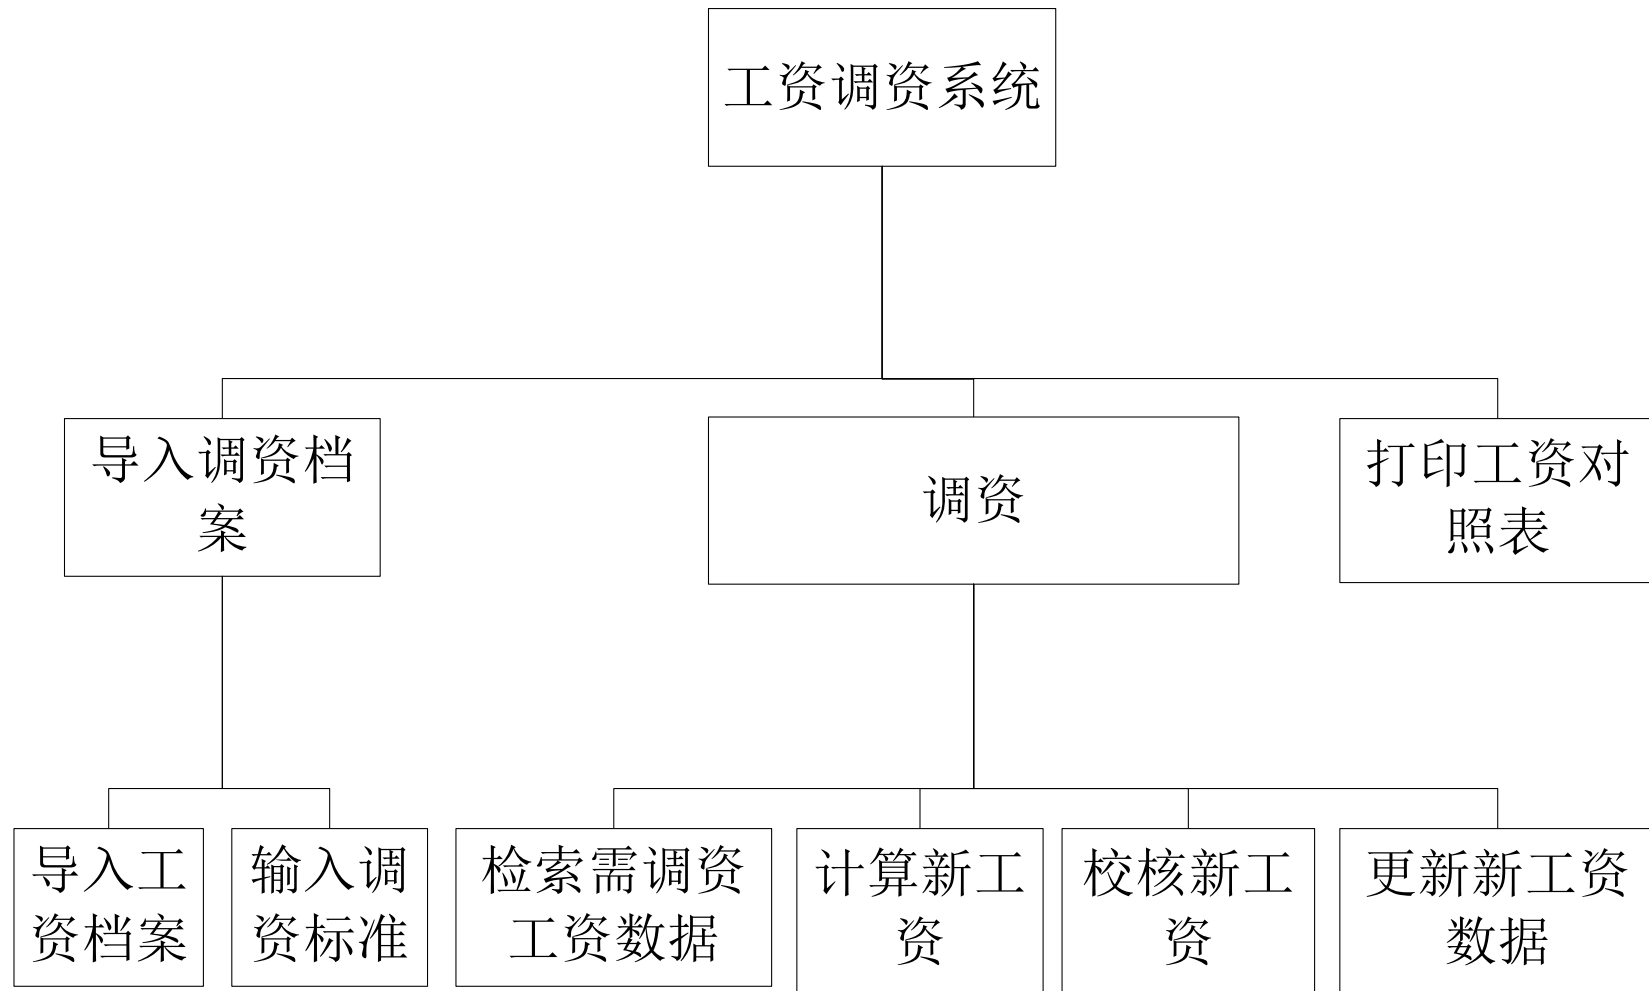 工资调资系统
导入调资档
案
调资
打印工资对
照表
导入工
资档案
输入调
资标准
检索需调资
工资数据
计算新工
资
校核新工
资
更新新工资
数据